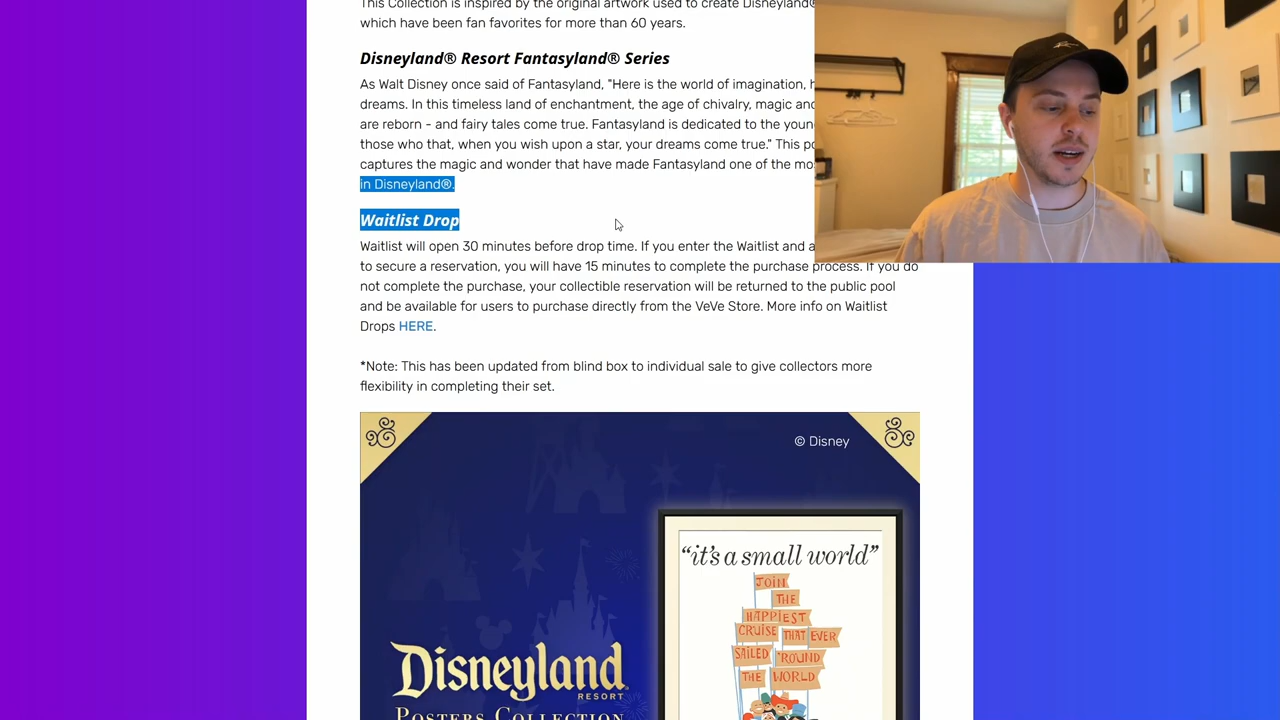 This Collection is inspired by the original artwork used to create Disneyland®
which have been fan favorites for more than 60 years.
Disneyland® Resort Fantasyland® Series
As Walt Disney once said of Fantasyland, "Here is the world of imagination,
dreams. In this timeless land of enchantment, the age of chivalry, magic and
are reborn - and fairy tales come true. Fantasyland is dedicated to the
those who that, when you wish upon a star, your dreams come true." This
captures the magic and wonder that have made Fantasyland one of the
in Disneyland®.
Waitlist Drop
Waitlist will open 30 minutes before drop time. If you enter the Waitlist and
to secure a reservation, you will have 15 minutes to complete the purchase process. If you do
not complete the purchase, your collectible reservation will be returned to the public pool
and be available for users to purchase directly from the VeVe Store. More info on Waitlist
Drops HERE.
*Note: This has been updated from blind box to individual sale to give collectors more
flexibility in completing their set.
© Disney
"it's a small world"
JOIN
THE
HAPPIEST
CRUISE THAT EVER
SAILED 'ROUND
THE WORLD
Disneyland
RESORT
POSTERS COLLECTION